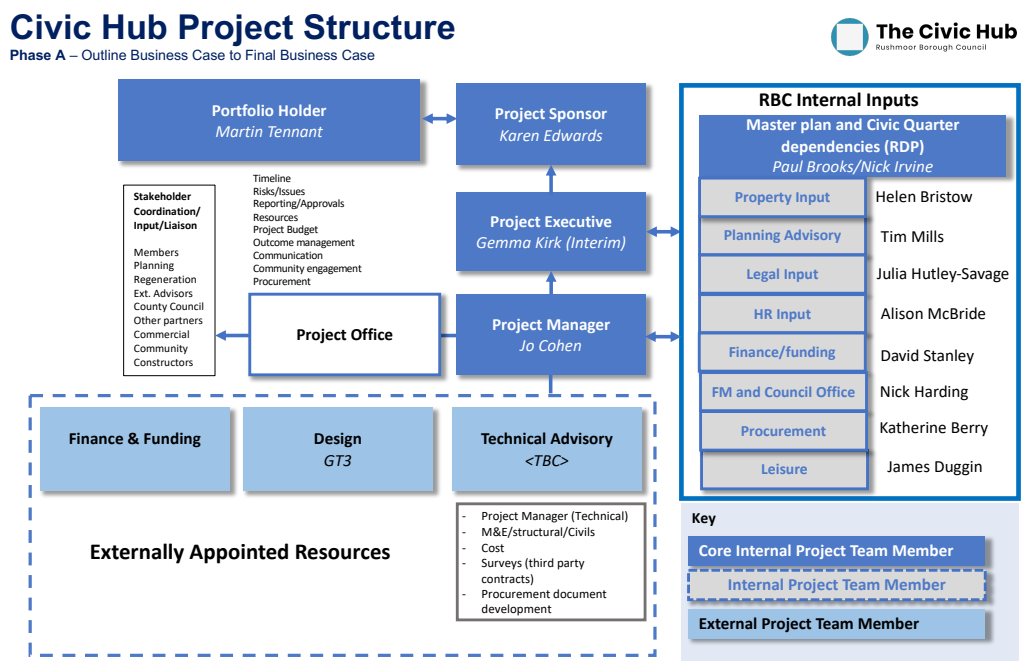 Civic Hub Project Structure
Phase A – Outline Business Case to Final Business Case
The Civic Hub
Rushmoor Borough Council
Portfolio Holder
Martin Tennant
Project Sponsor
Karen Edwards
Stakeholder
Coordination/
Input/Liaison
Members
Planning
Regeneration
Ext. Advisors
County Council
Other partners
Commercial
Community
Constructors
Timeline
Risks/Issues
Reporting/Approvals
Resources
Project Budget
Outcome management
Communication
Community engagement
Procurement
Project Executive
Gemma Kirk (Interim)
Project Office
Project Manager
Jo Cohen
Finance & Funding
Design
GT3
Technical Advisory
<TBC>
Externally Appointed Resources
- Project Manager (Technical)
- M&E/structural/Civils
- Cost
- Surveys (third party
contracts)
- Procurement document
development
RBC Internal Inputs
Master plan and Civic Quarter
dependencies (RDP)
Paul Brooks/Nick Irvine
Property Input Helen Bristow
Planning Advisory Tim Mills
Legal Input Julia Hutley-Savage
HR Input Alison McBride
Finance/funding David Stanley
FM and Council Office Nick Harding
Procurement Katherine Berry
Leisure James Duggin
Key
Core Internal Project Team Member
Internal Project Team Member
External Project Team Member